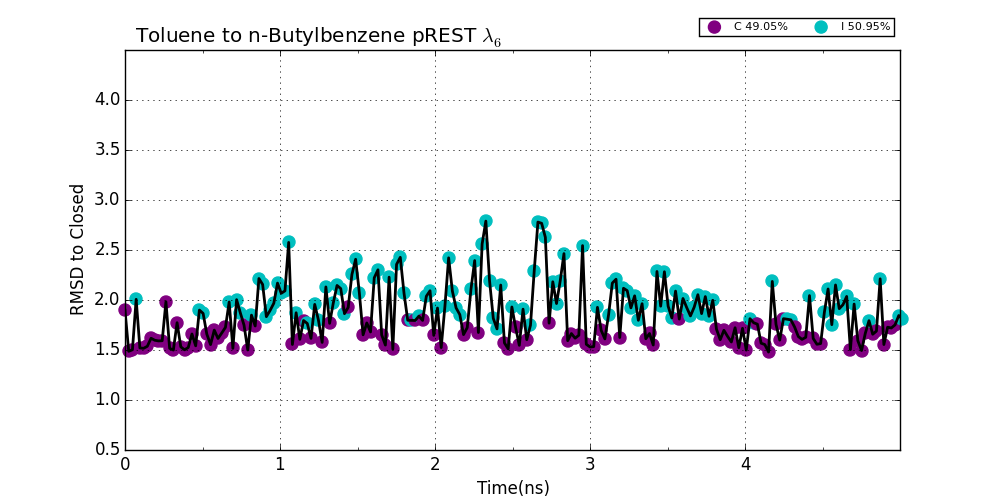 Toluene to n-Butylbenzene pREST λ₆
C 49.05% I 50.95%
4.0
3.5
3.0
2.5
2.0
1.5
1.0
0.5
RMSD to Closed
0 1 2 3 4
Time(ns)